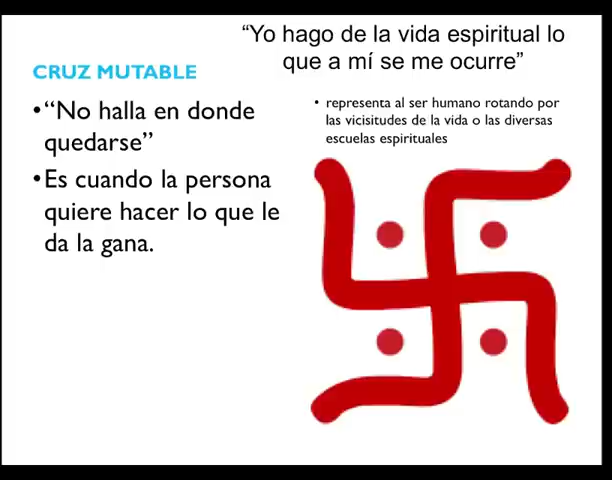 “Yo hago de la vida espiritual lo
que a mí se me ocurre”
CRUZ MUTABLE
•“No halla en donde
quedarse”
•Es cuando la persona
quiere hacer lo que le
da la gana.
• representa al ser humano rotando por
las vicisitudes de la vida o las diversas
escuelas espirituales